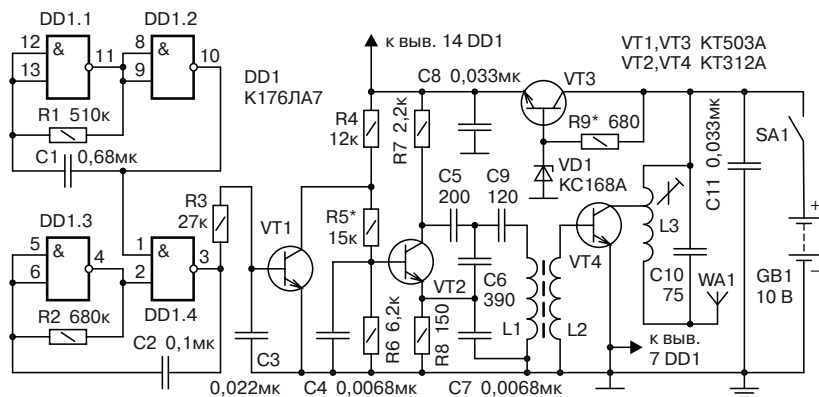 DD1.1
DD1.2
12
13
&
11
8
9
&
10
R1 510к
C1 0,68мк
DD1.3
5
6
&
4
1
2
&
3
DD1.4
R2 680к
C2 0,1мк
R3
27к
DD1
К176ЛА7
к выв. 14 DD1
VT1
C3
0,022мк
R4
12к
R5*
15к
C4 0,0068мк
R6 6,2к
R7 2,2к
R8 150
VT2
C8 0,033мк
C5
200
C9
120
C6
390
C7 0,0068мк
L1
L2
VT3
R9* 680
VD1
КС168А
VT1,VT3 КТ503А
VT2,VT4 КТ312А
VT4
L3
C10
75
WA1
C11 0,033мк
SA1
+
−
GB1
10 В
к выв.
7 DD1